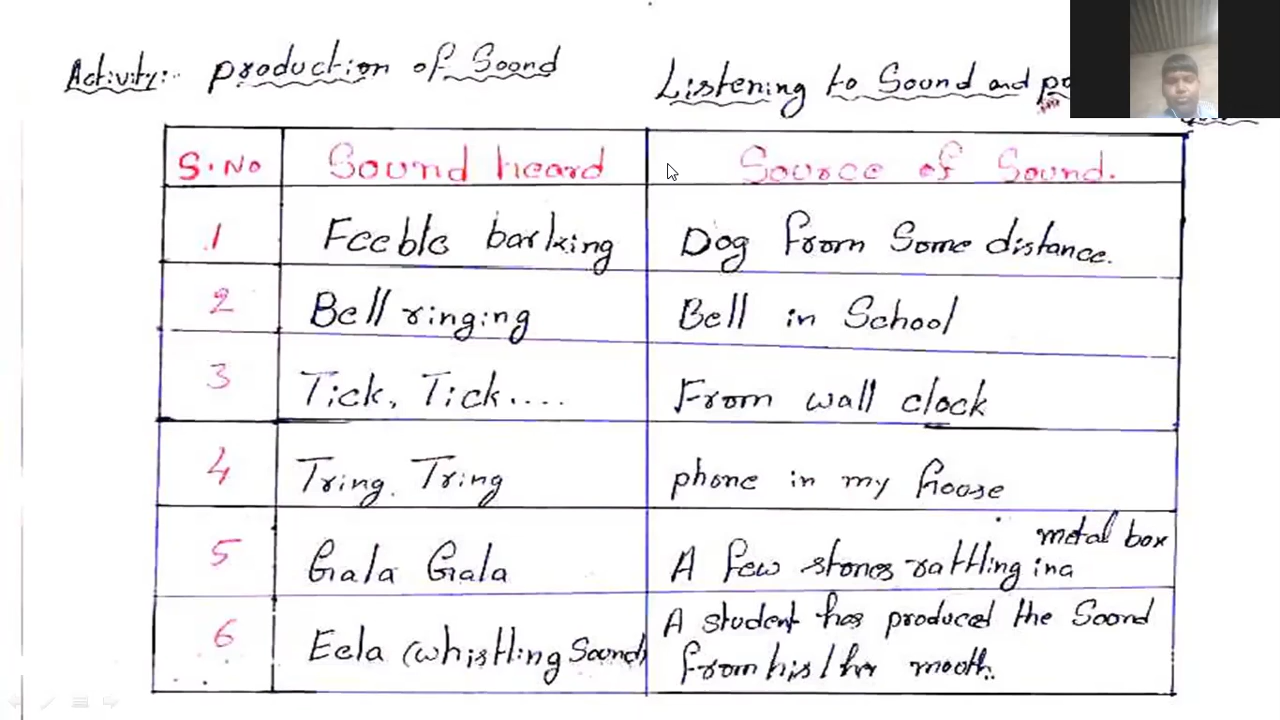 Activity:- production of Sound
Listening to Sound and
S.No Sound heard Source of Sound.
1 Feeble barking Dog from Some distance.
2 Bell ringing Bell in School
3 Tick, Tick.... From wall clock
4 Tring, Tring phone in my house
5 Gala Gala A few stones rattling in a metal box
6 Eela (whistling Sound) A student has produced the Sound
from his/her mouth.